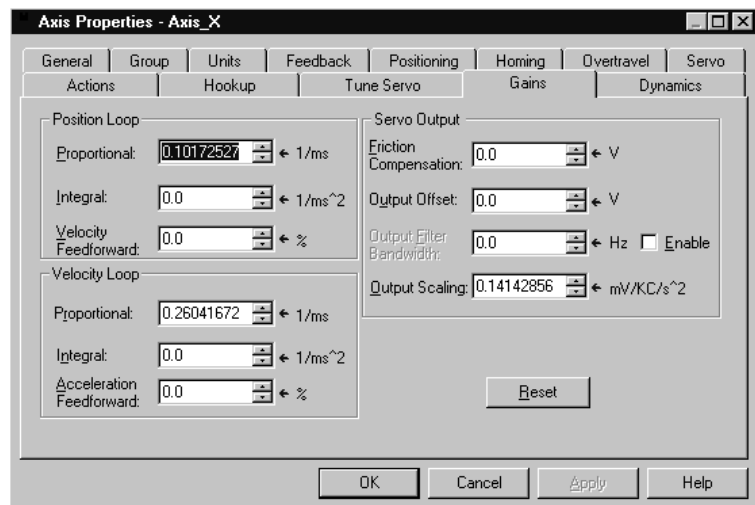 Axis Properties - Axis_X
General Group Units Feedback Positioning Homing Overtravel Servo
Actions Hookup Tune Servo Gains Dynamics
Position Loop
Proportional: 0.10172527 1/ms
Integral: 0.0 1/ms^2
Velocity
Feedforward: 0.0 %
Velocity Loop
Proportional: 0.26041672 1/ms
Integral: 0.0 1/ms^2
Acceleration
Feedforward: 0.0 %
Servo Output
Friction
Compensation: 0.0 V
Output Offset: 0.0 V
Output Filter
Bandwidth: 0.0 Hz Enable
Output Scaling: 0.14142856 mV/KC/s^2
Reset
OK Cancel Apply Help